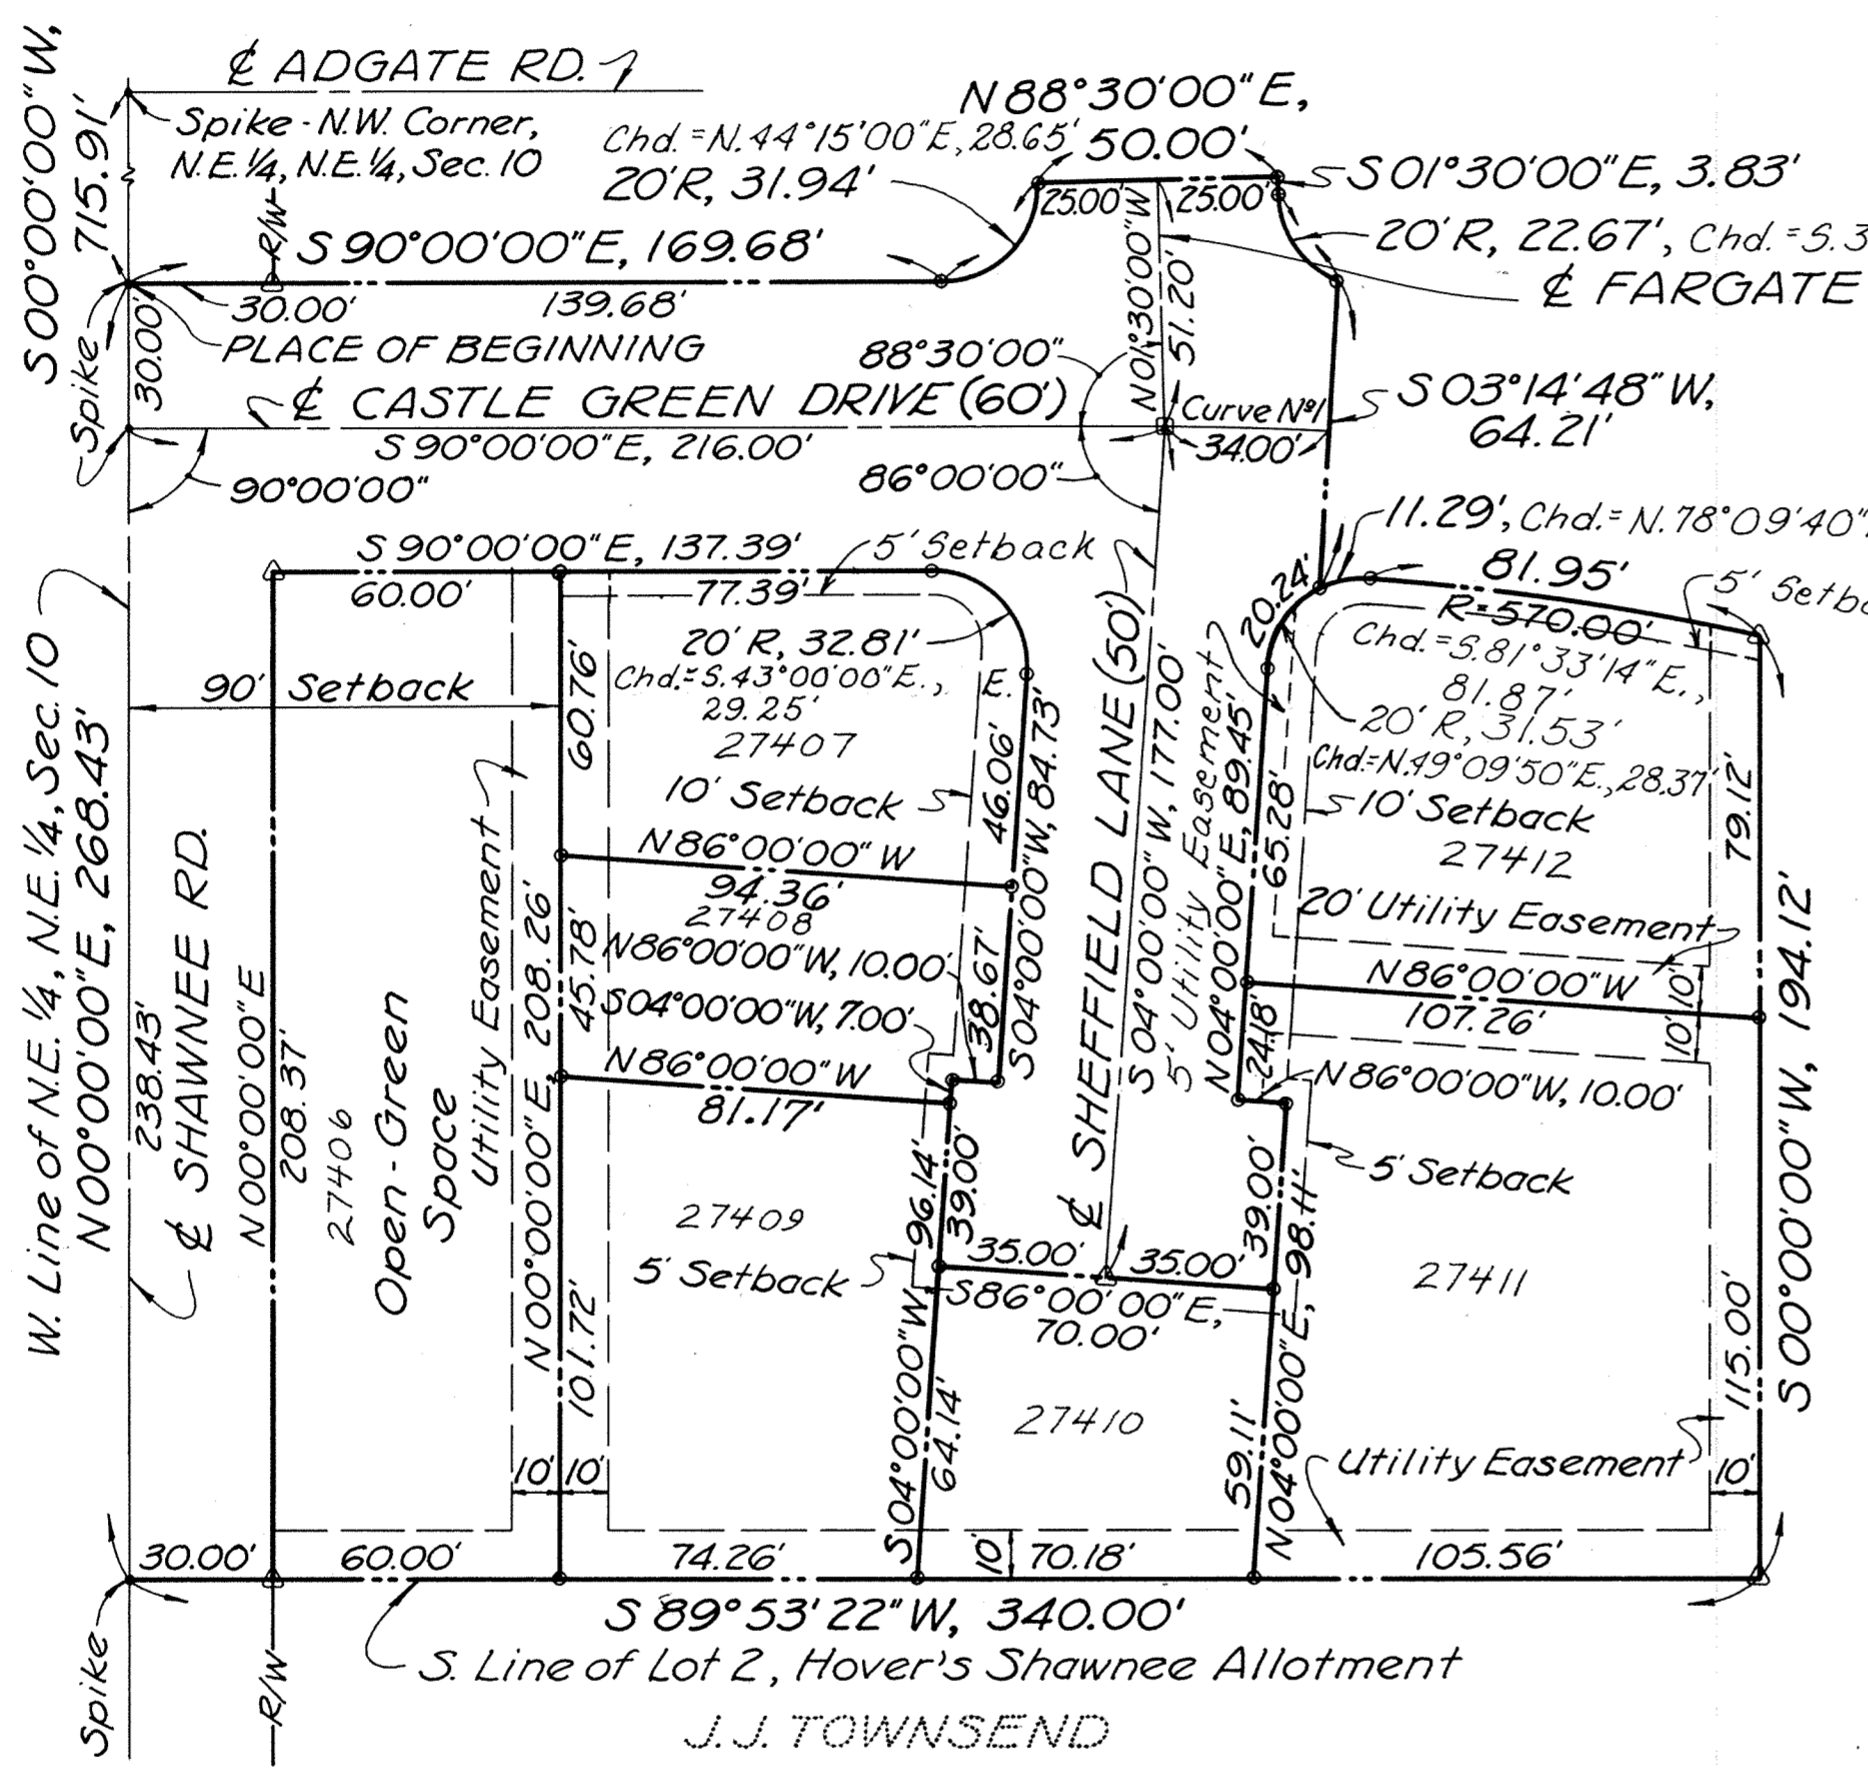 S 00°00'00" W,
715.91'
℄ ADGATE RD.
Spike - N.W. Corner,
N.E. ¼, N.E. ¼, Sec. 10
N 88°30'00" E,
50.00'
Chd. = N. 44°15'00" E, 28.65'
20' R, 31.94'
25.00'
25.00'
S 01°30'00" E, 3.83'
20' R, 22.67', Chd. = S. 3
℄ FARGATE
R/W
S 90°00'00" E, 169.68'
30.00'
139.68'
PLACE OF BEGINNING
Spike
30.00'
N 01°30'00" W
51.20'
88°30'00"
℄ CASTLE GREEN DRIVE (60')
S 90°00'00" E, 216.00'
Curve Nº 1
34.00'
S 03°14'48" W,
64.21'
90°00'00"
86°00'00"
11.29', Chd. = N. 78°09'40"
81.95'
5' Setb
R = 570.00'
Chd. = S. 81°33'14" E.,
81.87'
20' R, 31.53'
Chd. = N. 49°09'50" E., 28.37'
20.24'
S 90°00'00" E, 137.39'
5' Setback
60.00'
77.39'
20' R, 32.81'
Chd. = S. 43°00'00" E.,
29.25'
E.
27407
90' Setback
60.76'
10' Setback
46.06'
S 04°00'00" W, 84.73'
N 86°00'00" W
94.36'
27408
N 86°00'00" W, 10.00'
S 04°00'00" W, 7.00'
38.67'
45.78'
N 86°00'00" W
81.17'
℄ SHEFFIELD LANE (50')
S 04°00'00" W, 177.00'
5' Utility Easement
N 04°00'00" E, 89.45'
65.28'
10' Setback
27412
79.12'
20' Utility Easement
N 86°00'00" W
107.26'
10'
10'
24.18'
N 86°00'00" W, 10.00'
S 00°00'00" W, 194.12'
5' Setback
27411
115.00'
W. Line of N.E. ¼, N.E. ¼, Sec. 10
N 00°00'00" E, 268.43'
238.43'
℄ SHAWNEE RD.
N 00°00'00" E
208.37'
27406
Open - Green
Space
Utility Easement
N 00°00'00" E, 208.26'
101.72'
27409
5' Setback
96.14'
39.00'
S 04°00'00" W,
64.14'
35.00'
35.00'
S 86°00'00" E,
70.00'
39.00'
N 04°00'00" E, 98.11'
59.11'
27410
Utility Easement
10'
10'
10'
10'
30.00'
60.00'
74.26'
70.18'
105.56'
S 89°53'22" W, 340.00'
S. Line of Lot 2, Hover's Shawnee Allotment
Spike
R/W
J.J. TOWNSEND